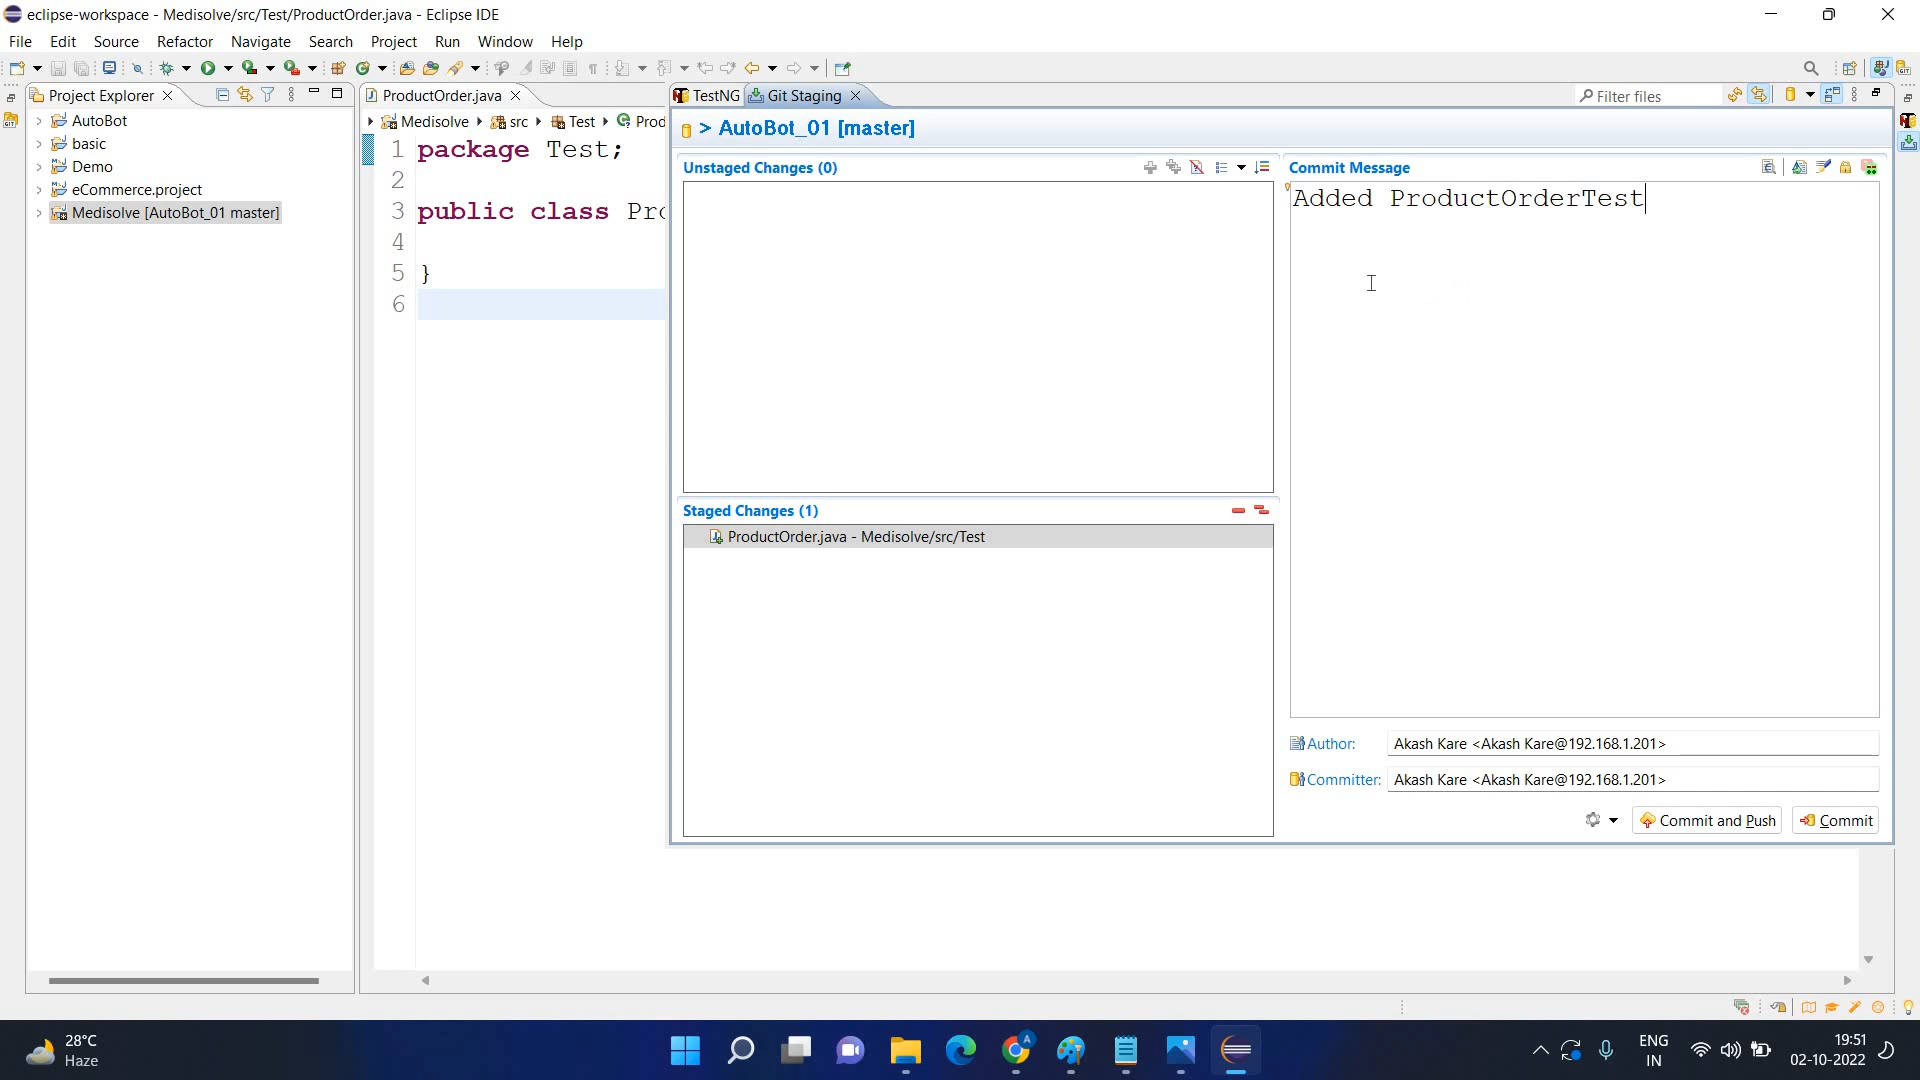 eclipse-workspace - Medisolve/src/Test/ProductOrder.java - Eclipse IDE
File Edit Source Refactor Navigate Search Project Run Window Help
Project Explorer
AutoBot
basic
Demo
eCommerce.project
Medisolve [AutoBot_01 master]
ProductOrder.java
Medisolve src Test Prod
1 package Test;
2
3 public class Pro
4
5 }
6
TestNG Git Staging
Filter files
> AutoBot_01 [master]
Unstaged Changes (0)
Staged Changes (1)
ProductOrder.java - Medisolve/src/Test
Commit Message
Added ProductOrderTest
Author: Akash Kare <Akash Kare@192.168.1.201>
Committer: Akash Kare <Akash Kare@192.168.1.201>
Commit and Push Commit
28°C
Haze
ENG
IN
19:51
02-10-2022